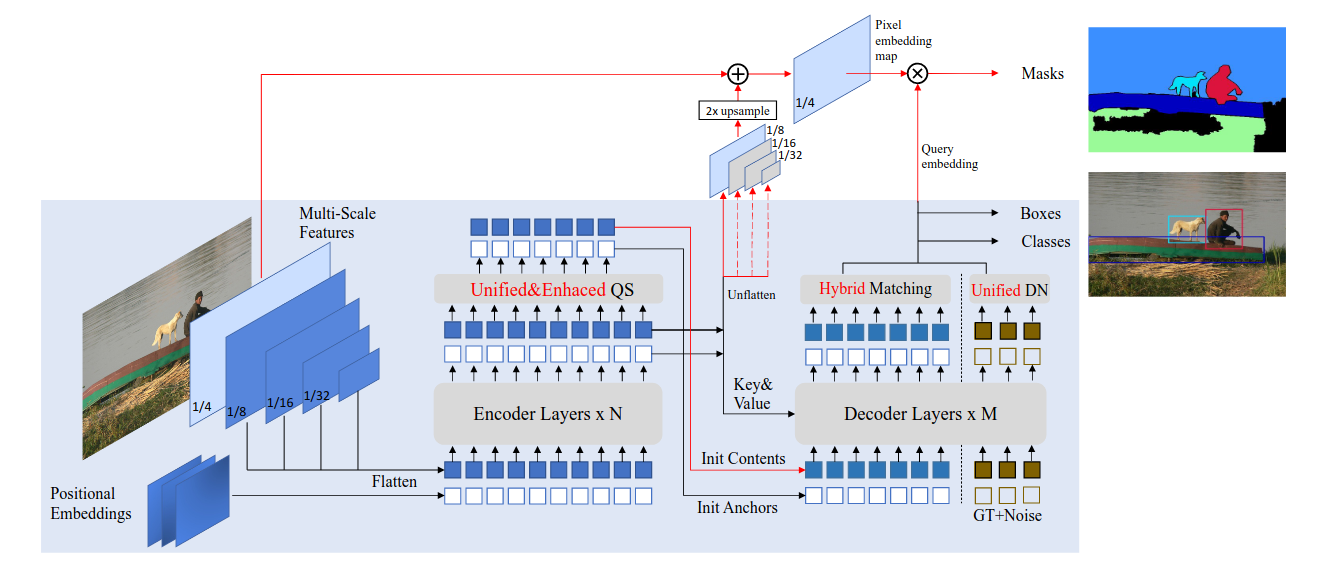 Pixel
embedding
map
Masks
1/4
2x upsample
1/8
1/16
1/32
Query
embedding
Multi-Scale
Features
Boxes
Classes
Unified&Enhaced QS
Unflatten
Hybrid Matching
Unified DN
1/4
1/8
1/16
1/32
Encoder Layers x N
Key&
Value
Decoder Layers x M
Init Contents
Flatten
Positional
Embeddings
Init Anchors
GT+Noise